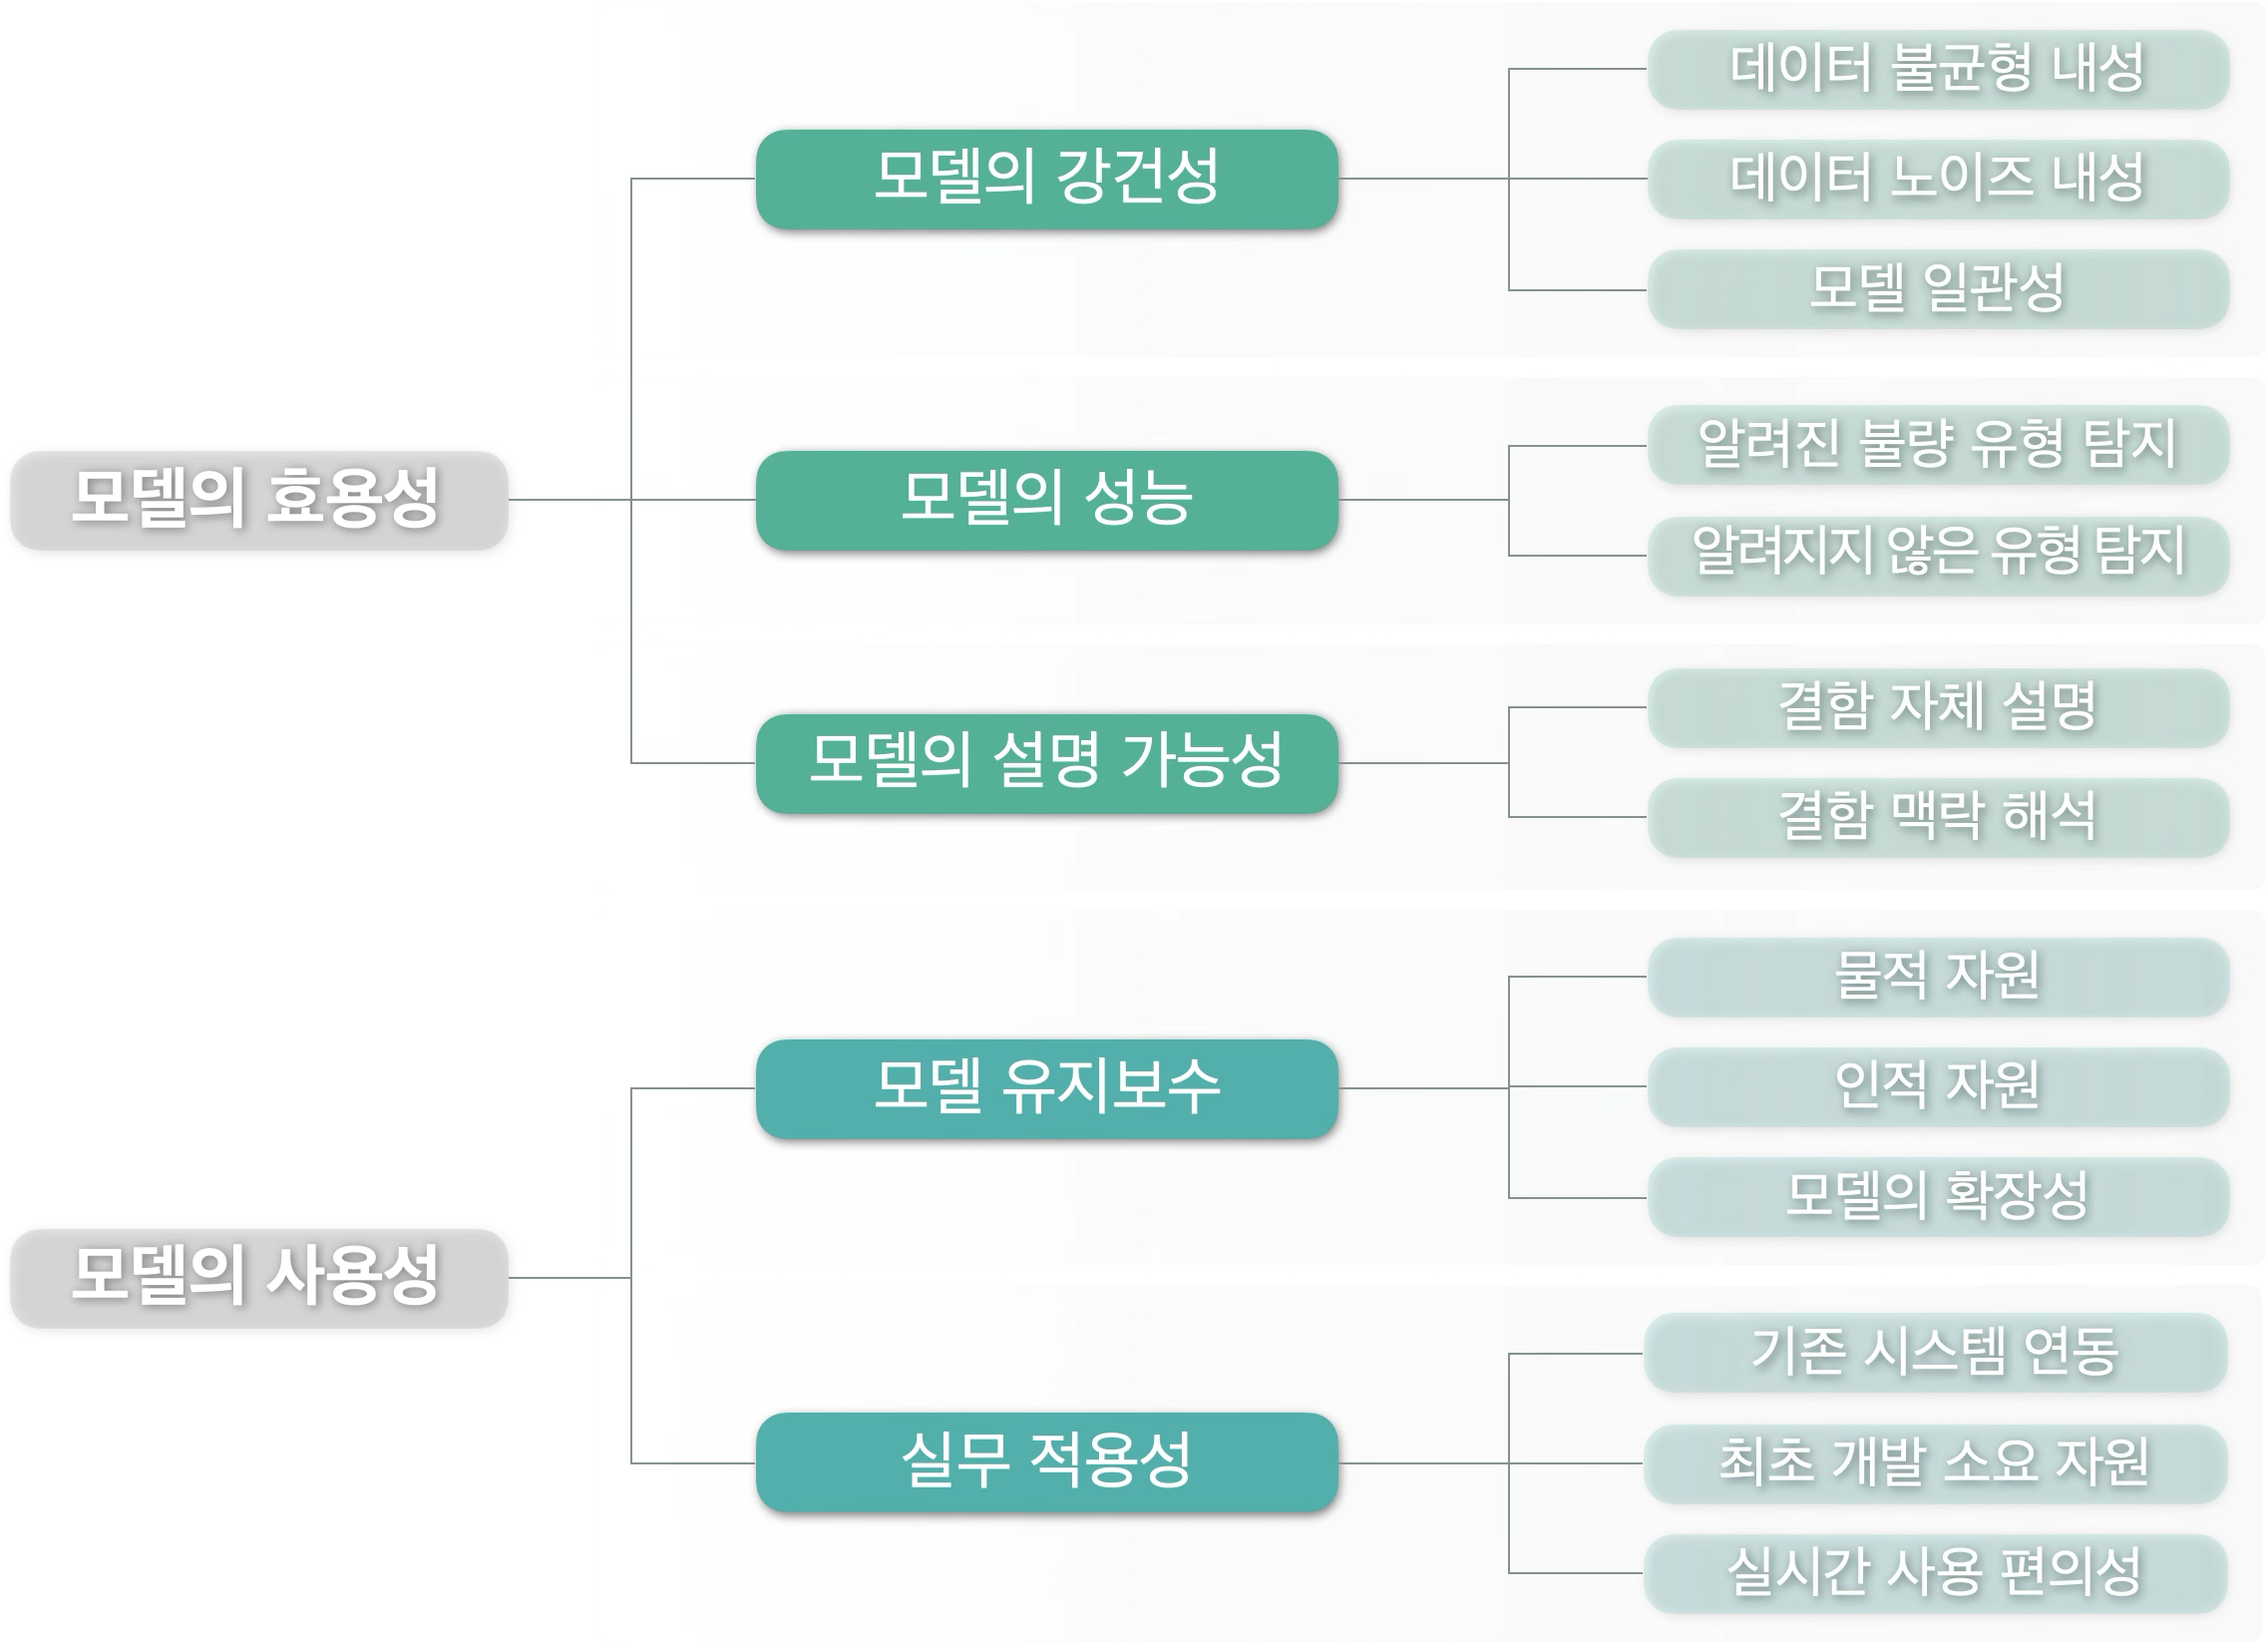 모델의 효용성
모델의 강건성
데이터 불균형 내성
데이터 노이즈 내성
모델 일관성
모델의 성능
알려진 불량 유형 탐지
알려지지 않은 유형 탐지
모델의 설명 가능성
결함 자체 설명
결함 맥락 해석
모델의 사용성
모델 유지보수
물적 자원
인적 자원
모델의 확장성
실무 적용성
기존 시스템 연동
최초 개발 소요 자원
실시간 사용 편의성